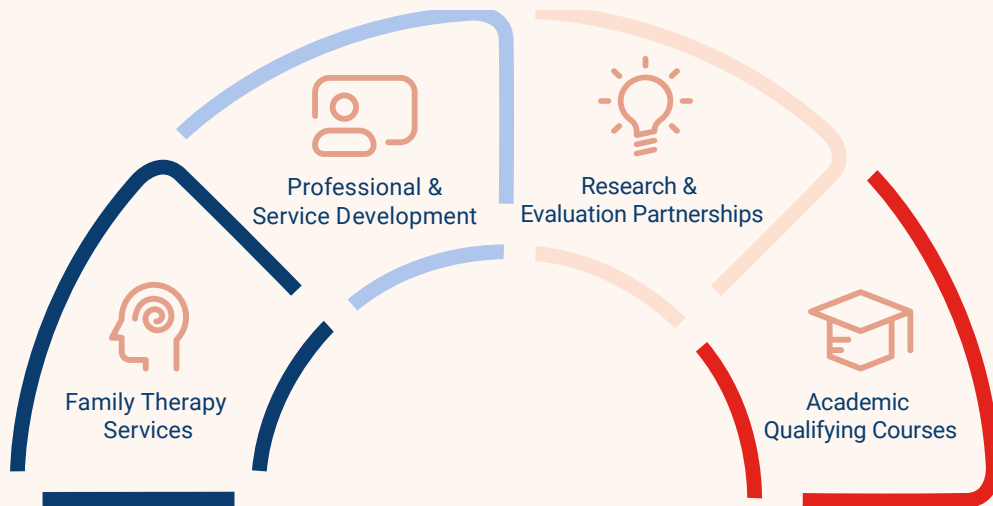 Professional &
Service Development
Research &
Evaluation Partnerships
Family Therapy
Services
Academic
Qualifying Courses